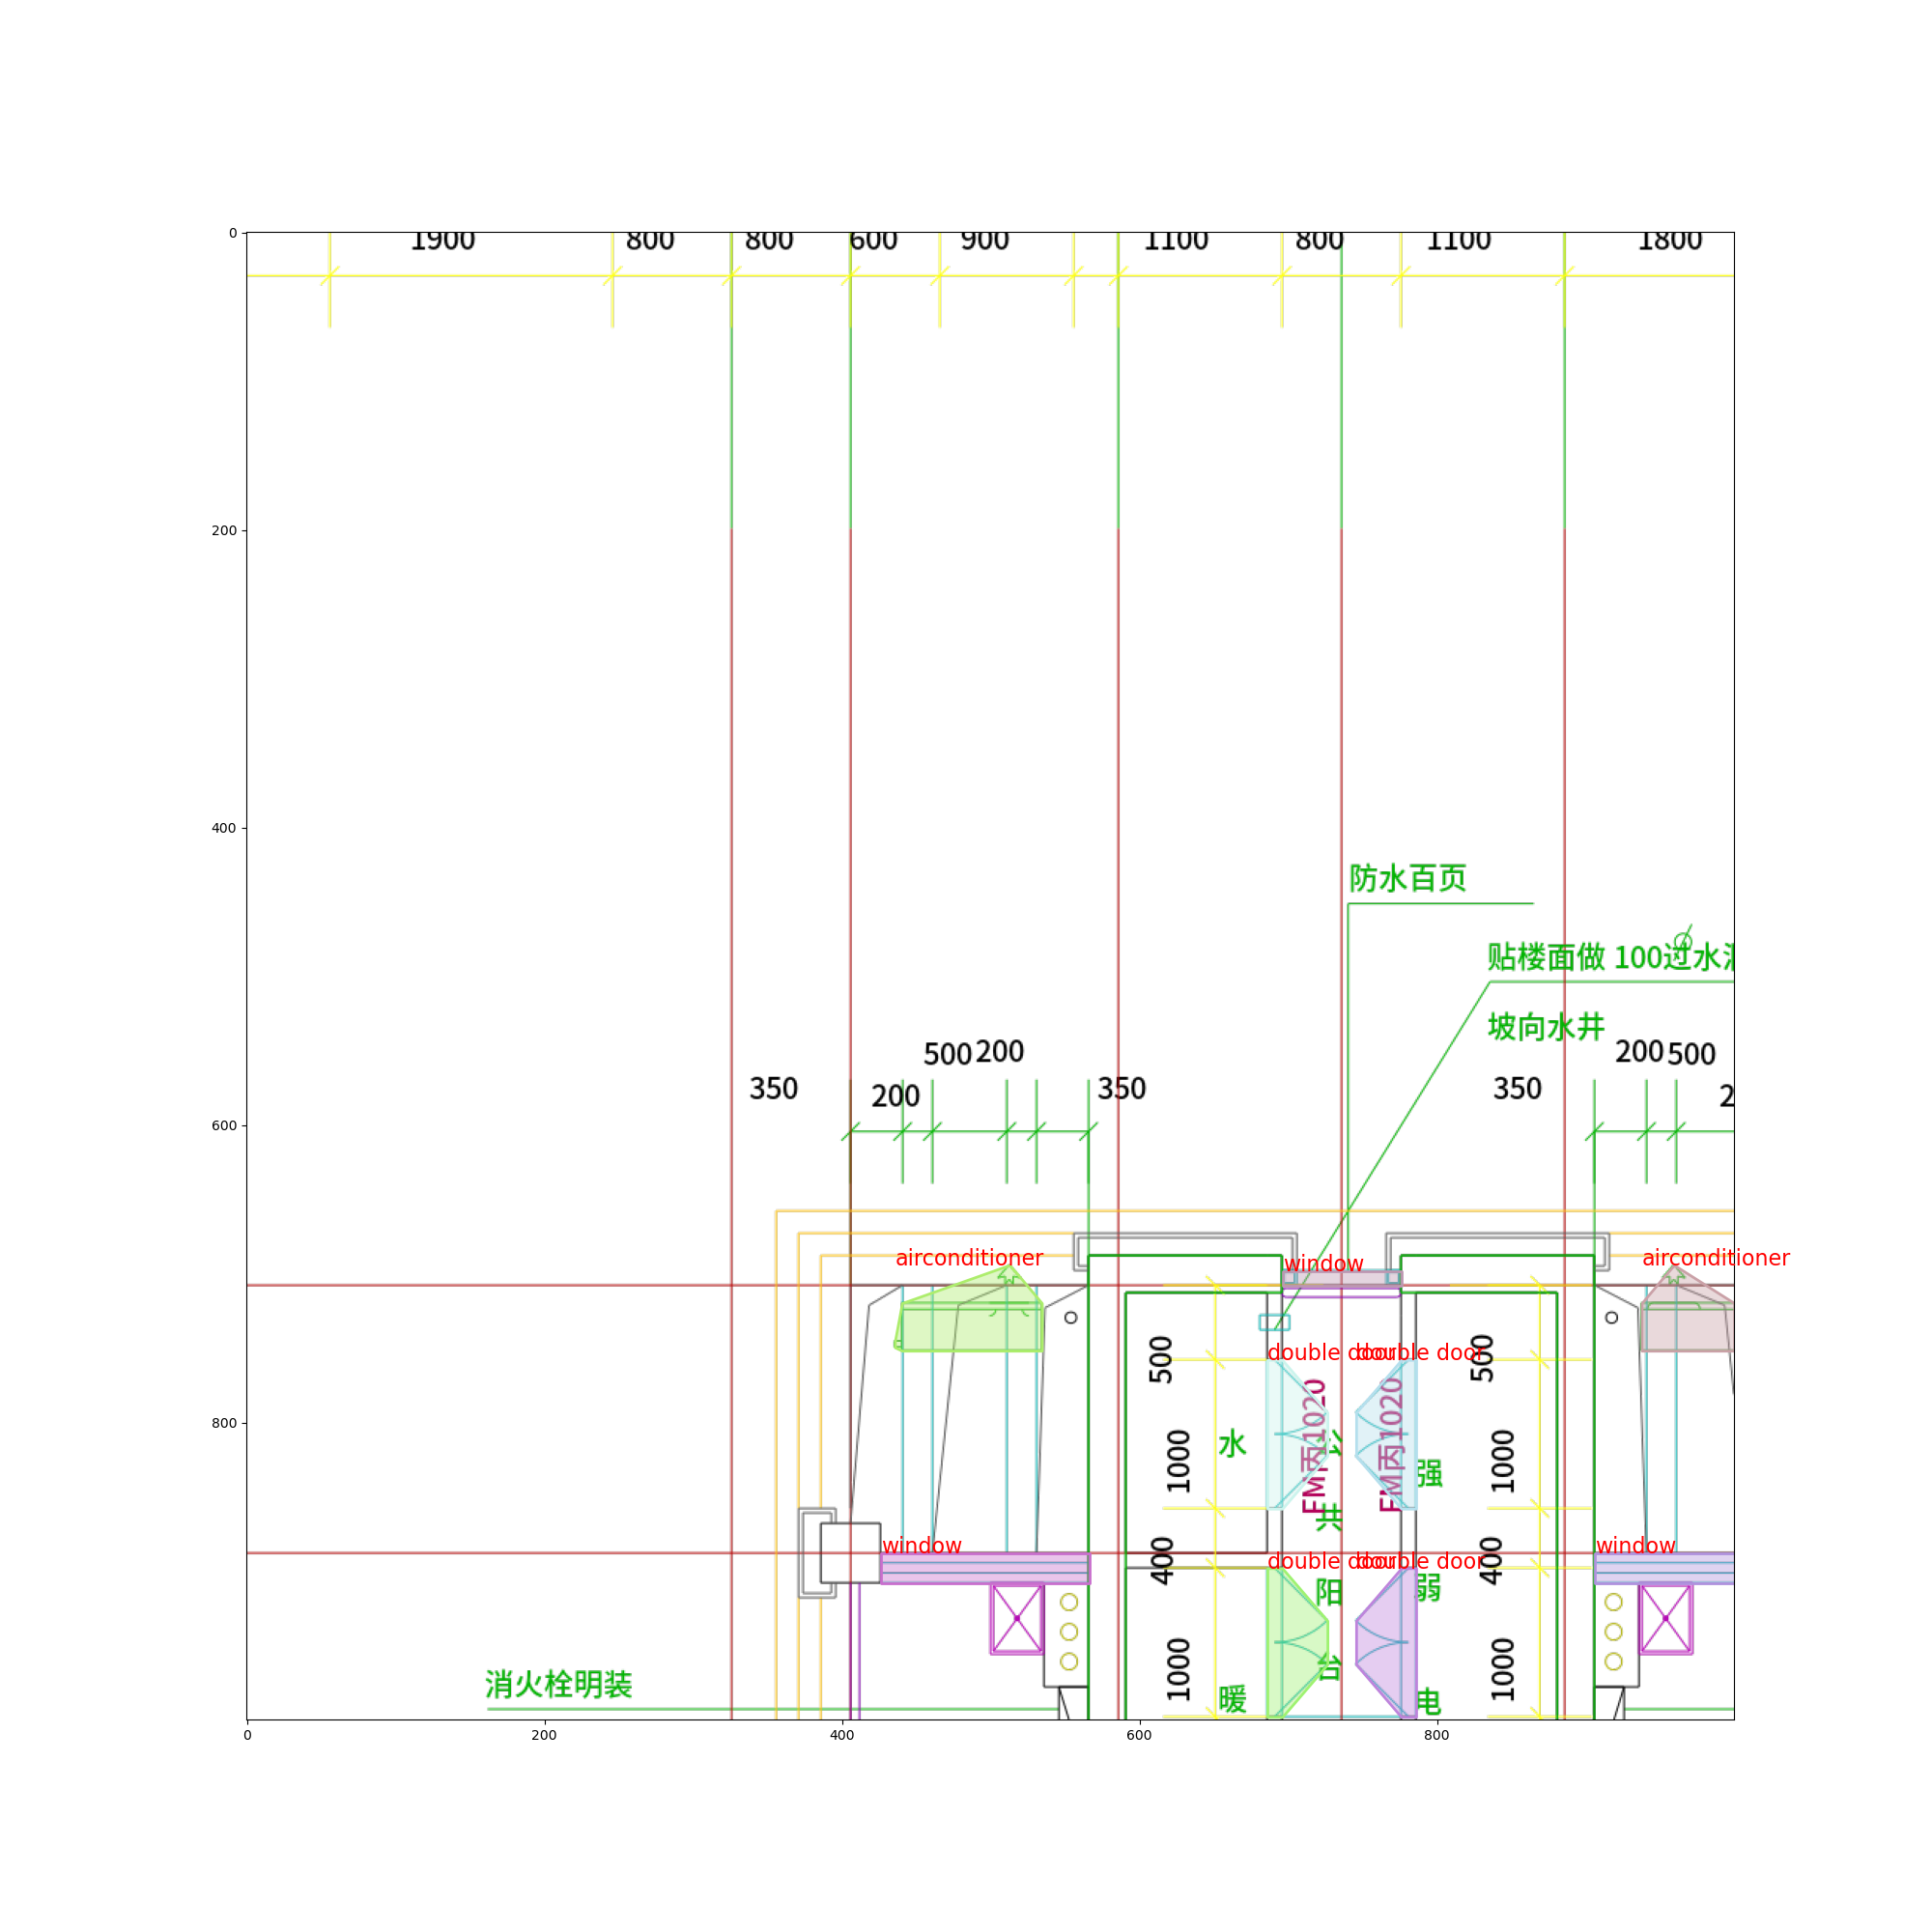 1900 800 800 600 900 1100 800 1100 1800
0
200
400
防水百页
贴楼面做 100过水
坡向水井
500 200 200 500
350 200 350 350
600
airconditioner window airconditioner
500 double door double door 500
FM丙1020 FM丙1020
800
水 公 强
1000 1000
共
window 400 double door double door 400 window
阳 弱
台
1000 1000
消火栓明装 暖 电
0 200 400 600 800